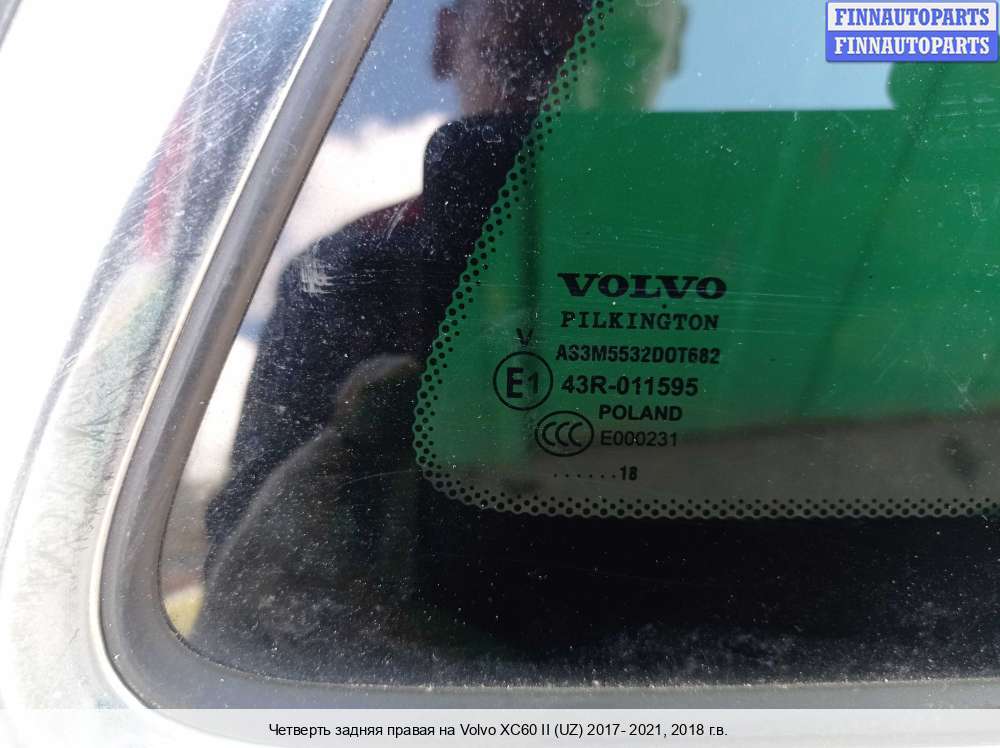 FINNAUTOPARTS
FINNAUTOPARTS
VOLVO
PILKINGTON
V
AS3M5532DOT682
E1 43R-011595
POLAND
CCC E000231
......18
Четверть задняя правая на Volvo XC60 II (UZ) 2017- 2021, 2018 г.в.